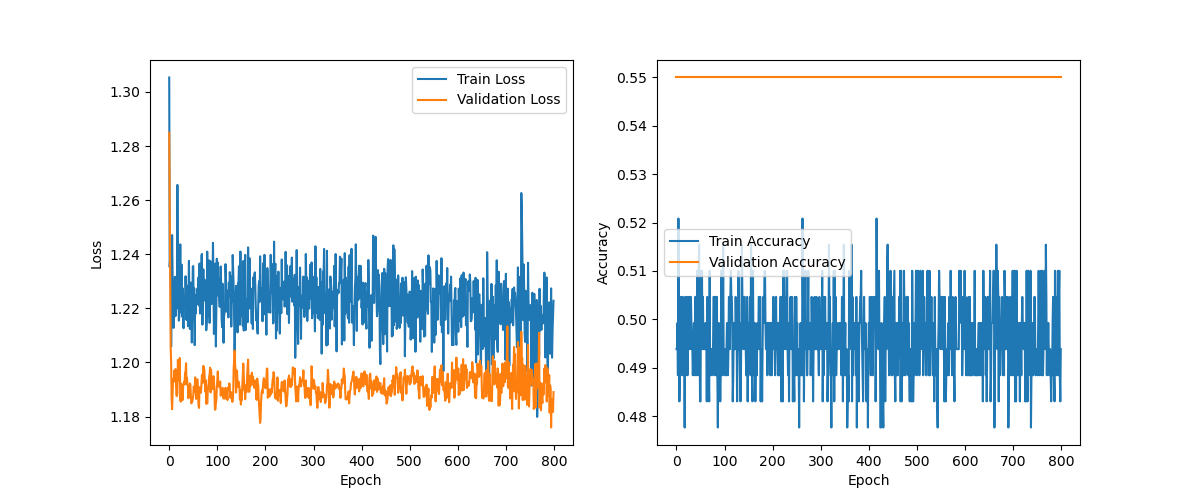 Train Loss
Validation Loss
1.30
1.28
1.26
1.24
1.22
1.20
1.18
Loss
0 100 200 300 400 500 600 700 800
Epoch
0.55
0.54
0.53
0.52
0.51
0.50
0.49
0.48
Accuracy
Train Accuracy
Validation Accuracy
0 100 200 300 400 500 600 700 800
Epoch